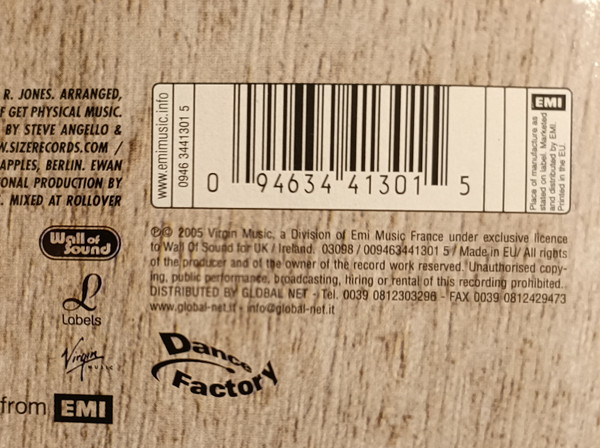 R. JONES. ARRANGED,
F GET PHYSICAL MUSIC.
BY STEVE ANGELLO &
W.SIZERECORDS.COM /
APPLES, BERLIN. EWAN
ONAL PRODUCTION BY
. MIXED AT ROLLOVER
www.emimusic.info
0946 3441301 5
0 94634 41301 5
EMI
Place of manufacture as
stated on label. Marketed
and distributed by EMI.
Printed in the EU.
Wall of
Sound
℗© 2005 Virgin Music, a Division of Emi Music France under exclusive licence
to Wall Of Sound for UK / Ireland. 03098 / 009463441301 5 / Made in EU/ All rights
of the producer and of the owner of the record work reserved. Unauthorised copy-
ing, public performance, broadcasting, hiring or rental of this recording prohibited.
DISTRIBUTED BY GLOBAL NET - Tel. 0039 0812303296 - FAX 0039 0812429473
www.global-net.it - info@global-net.it
L
Labels
Virgin
MUSIC
Dance
Factory
from EMI